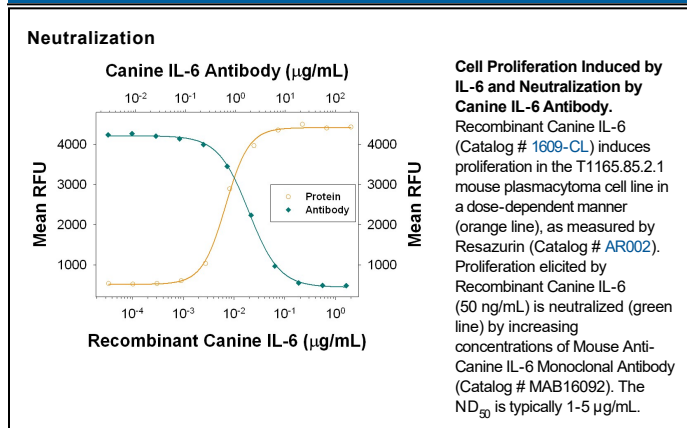 Neutralization
Canine IL-6 Antibody (μg/mL)
10⁻² 10⁻¹ 10⁰ 10¹ 10²
Mean RFU
4000
3000
2000
1000
Protein
Antibody
4000
3000
2000
1000
Mean RFU
10⁻⁴ 10⁻³ 10⁻² 10⁻¹ 10⁰
Recombinant Canine IL-6 (μg/mL)
Cell Proliferation Induced by
IL-6 and Neutralization by
Canine IL-6 Antibody.
Recombinant Canine IL-6
(Catalog # 1609-CL) induces
proliferation in the T1165.85.2.1
mouse plasmacytoma cell line in
a dose-dependent manner
(orange line), as measured by
Resazurin (Catalog # AR002).
Proliferation elicited by
Recombinant Canine IL-6
(50 ng/mL) is neutralized (green
line) by increasing
concentrations of Mouse Anti-
Canine IL-6 Monoclonal Antibody
(Catalog # MAB16092). The
ND₅₀ is typically 1-5 μg/mL.